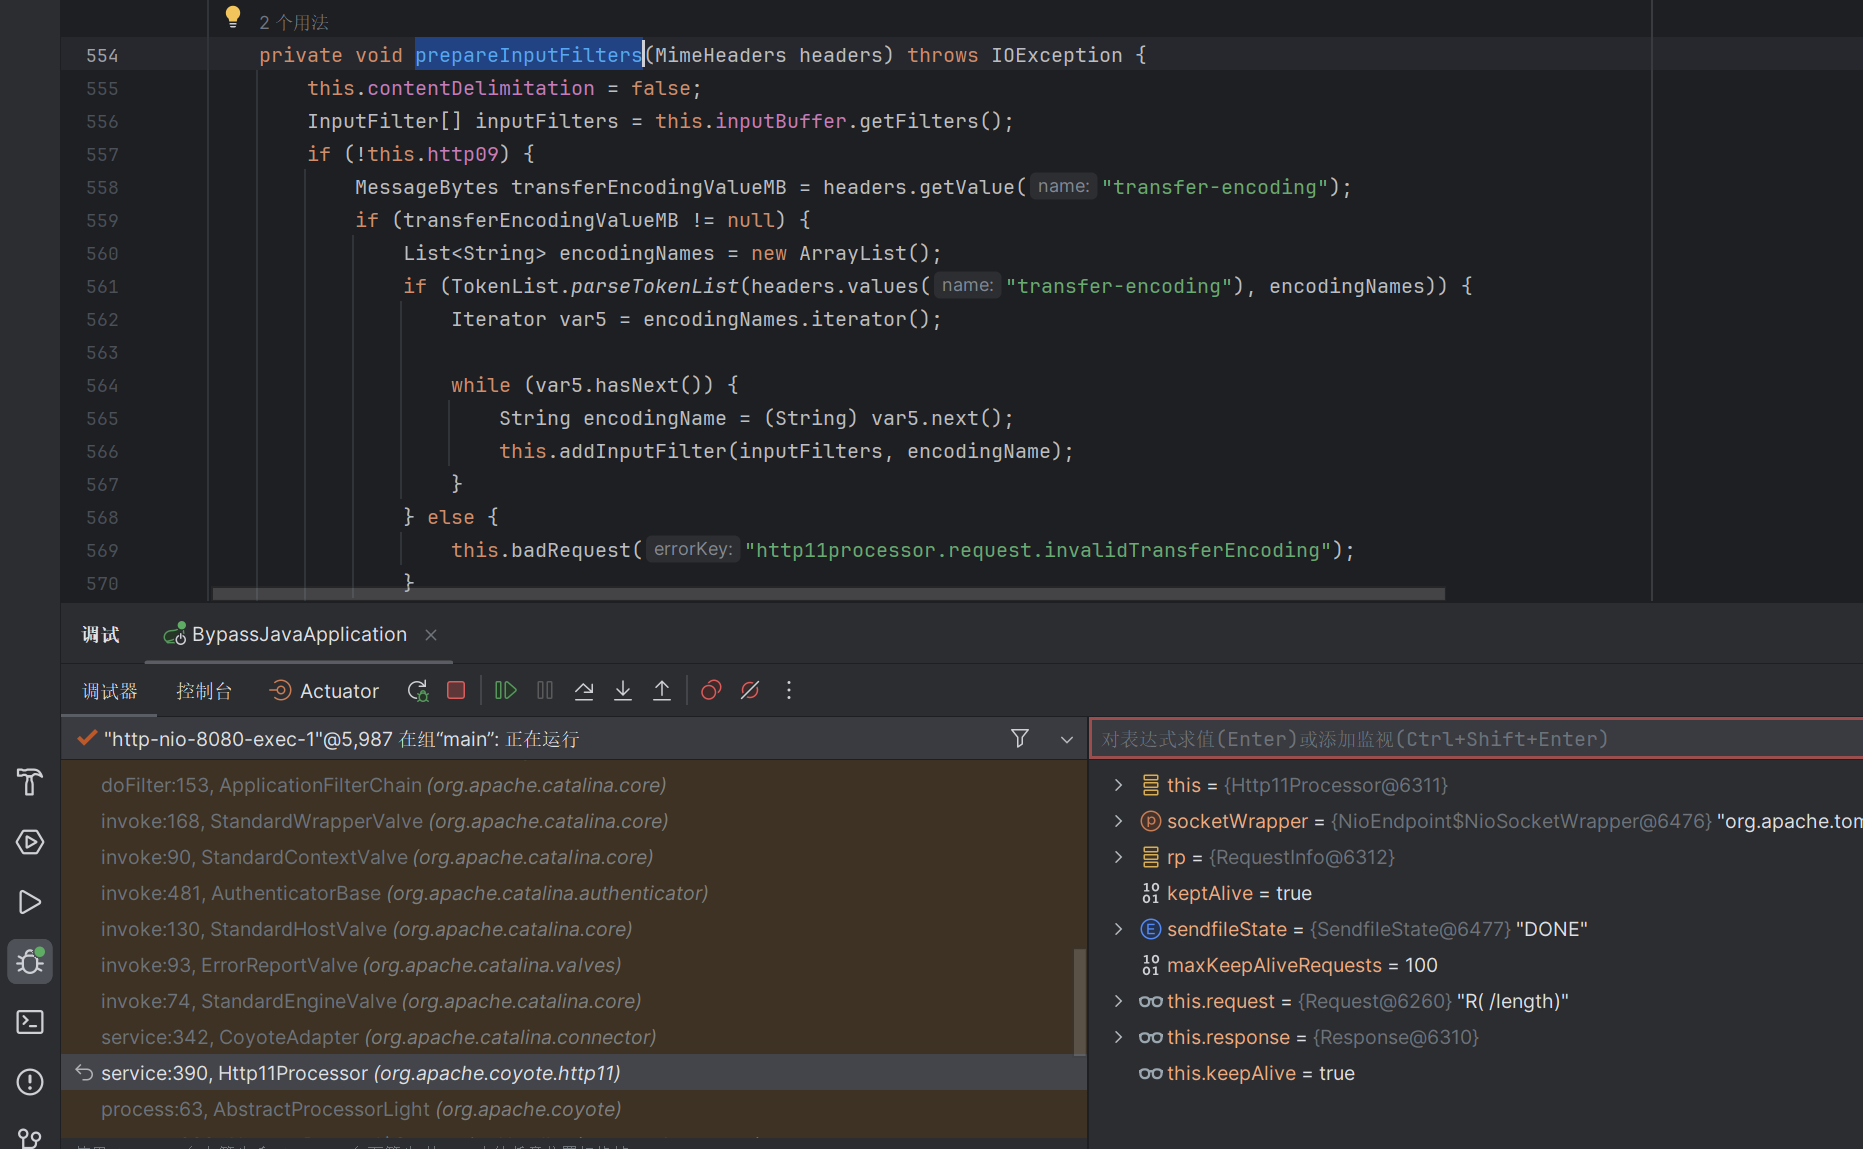 2 个用法
554 private void prepareInputFilters(MimeHeaders headers) throws IOException {
555 this.contentDelimitation = false;
556 InputFilter[] inputFilters = this.inputBuffer.getFilters();
557 if (!this.http09) {
558 MessageBytes transferEncodingValueMB = headers.getValue( name: "transfer-encoding");
559 if (transferEncodingValueMB != null) {
560 List<String> encodingNames = new ArrayList();
561 if (TokenList.parseTokenList(headers.values( name: "transfer-encoding"), encodingNames)) {
562 Iterator var5 = encodingNames.iterator();
563
564 while (var5.hasNext()) {
565 String encodingName = (String) var5.next();
566 this.addInputFilter(inputFilters, encodingName);
567 }
568 } else {
569 this.badRequest( errorKey: "http11processor.request.invalidTransferEncoding");
570 }
调试 BypassJavaApplication
调试器 控制台 Actuator
"http-nio-8080-exec-1"@5,987 在组“main”: 正在运行
doFilter:153, ApplicationFilterChain (org.apache.catalina.core)
invoke:168, StandardWrapperValve (org.apache.catalina.core)
invoke:90, StandardContextValve (org.apache.catalina.core)
invoke:481, AuthenticatorBase (org.apache.catalina.authenticator)
invoke:130, StandardHostValve (org.apache.catalina.core)
invoke:93, ErrorReportValve (org.apache.catalina.valves)
invoke:74, StandardEngineValve (org.apache.catalina.core)
service:342, CoyoteAdapter (org.apache.catalina.connector)
service:390, Http11Processor (org.apache.coyote.http11)
process:63, AbstractProcessorLight (org.apache.coyote)
对表达式求值(Enter)或添加监视(Ctrl+Shift+Enter)
this = {Http11Processor@6311}
socketWrapper = {NioEndpoint$NioSocketWrapper@6476} "org.apache.tom
rp = {RequestInfo@6312}
keptAlive = true
sendfileState = {SendfileState@6477} "DONE"
maxKeepAliveRequests = 100
this.request = {Request@6260} "R( /length)"
this.response = {Response@6310}
this.keepAlive = true